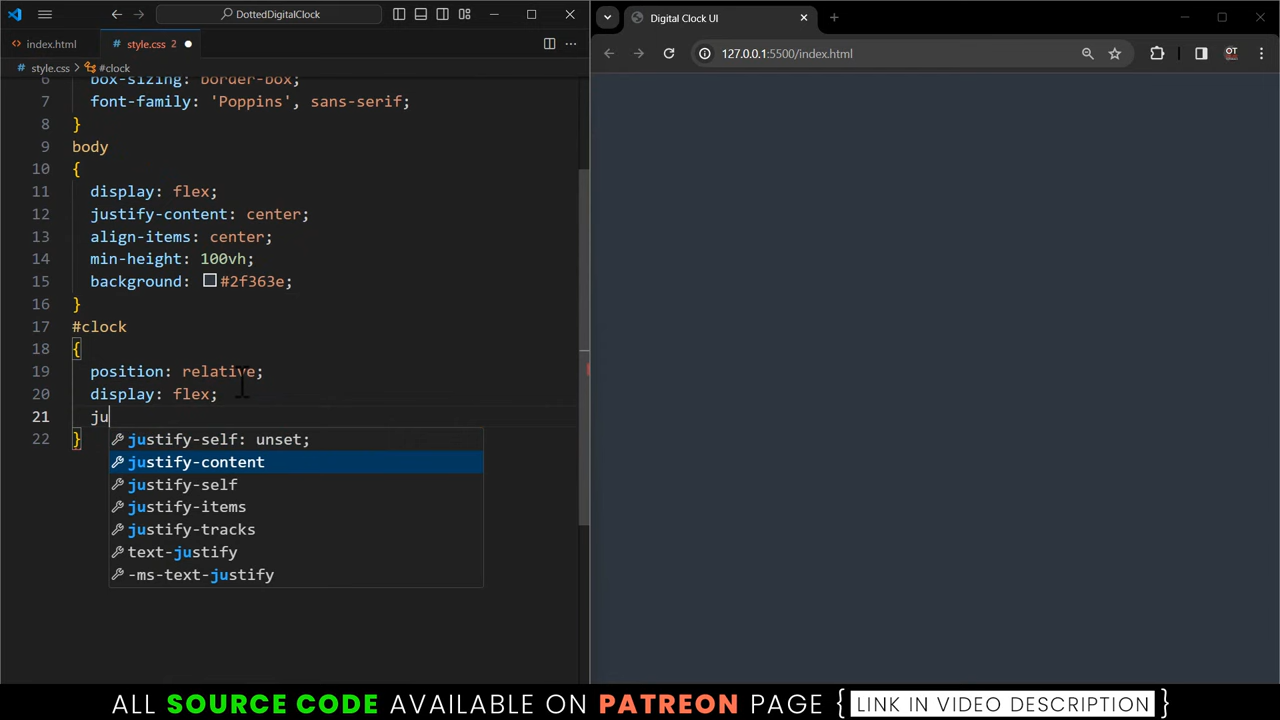 DottedDigitalClock
Digital Clock UI
index.html
style.css 2
127.0.0.1:5500/index.html
OT
style.css > #clock
6 box-sizing: border-box;
7 font-family: 'Poppins', sans-serif;
8 }
9 body
10 {
11 display: flex;
12 justify-content: center;
13 align-items: center;
14 min-height: 100vh;
15 background: #2f363e;
16 }
17 #clock
18 {
19 position: relative;
20 display: flex;
21 ju
22 }
justify-self: unset;
justify-content
justify-self
justify-items
justify-tracks
text-justify
-ms-text-justify
ALL SOURCE CODE AVAILABLE ON PATREON PAGE { LINK IN VIDEO DESCRIPTION }